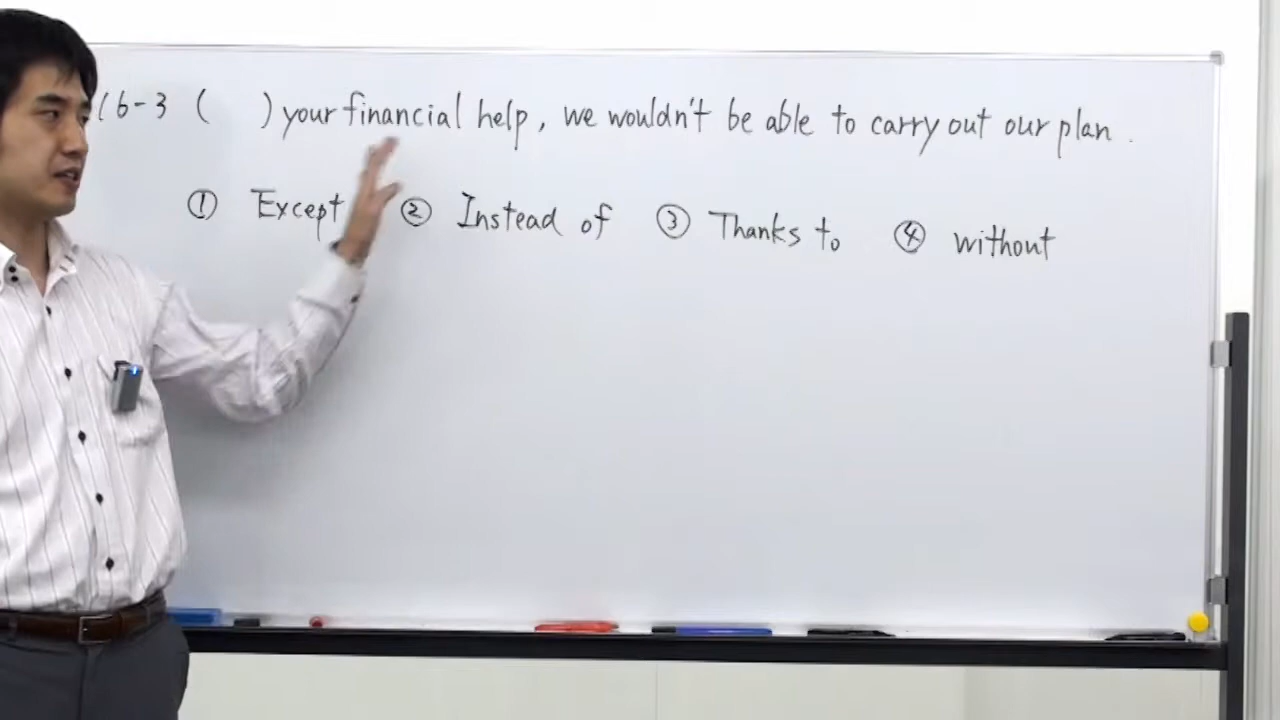 16-3 ( ) your financial help, we wouldn't be able to carry out our plan.
① Except ② Instead of ③ Thanks to ④ without